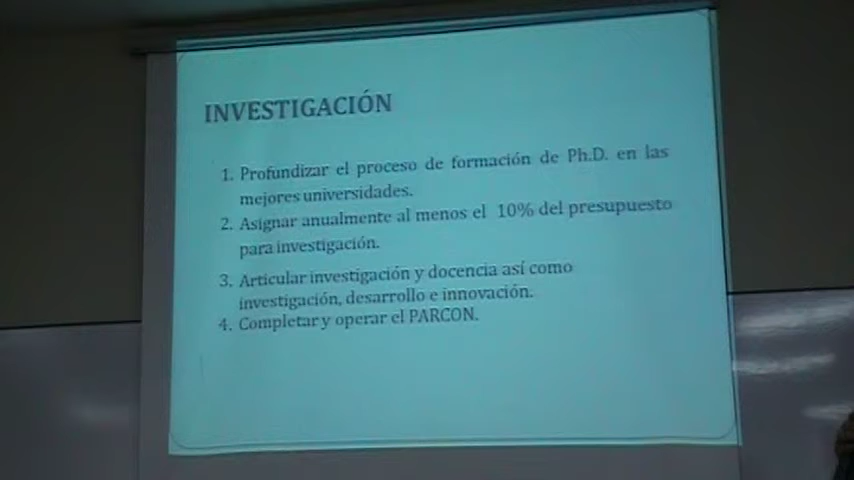 INVESTIGACIÓN
1. Profundizar el proceso de formación de Ph.D. en las
mejores universidades.
2. Asignar anualmente al menos el 10% del presupuesto
para investigación.
3. Articular investigación y docencia así como
investigación, desarrollo e innovación.
4. Completar y operar el PARCON.